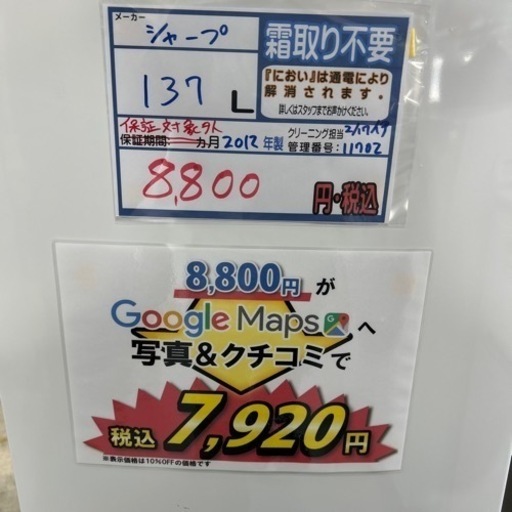 メーカー
シャープ
霜取り不要
『におい』は通電により
解消されます。
詳しくはスタッフまでお声かけください。
137 L
保証対象外
保証期間: カ月 2012 年製
クリーニング担当
管理番号: 11702
8,800 円・税込
8,800円が
Google Mapsへ
写真&クチコミで
税込 7,920円
※表示価格は10%OFFの価格です